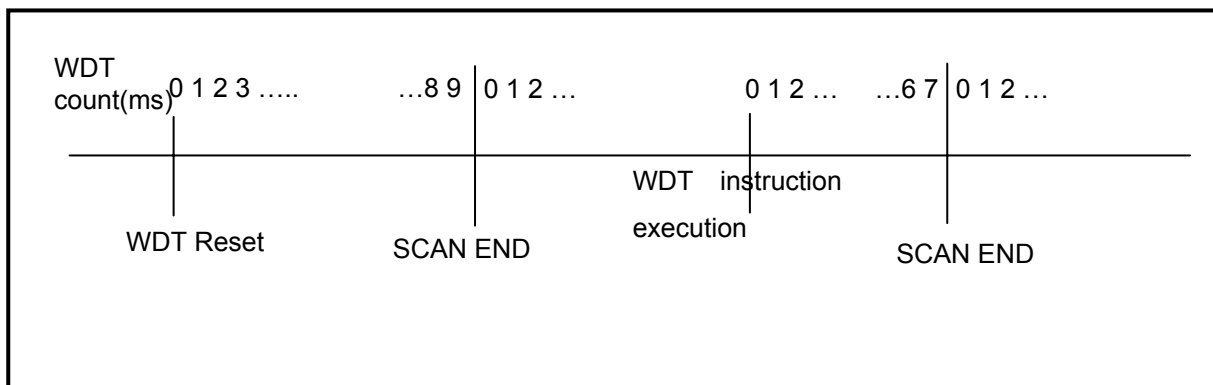 WDT
count(ms)
0 1 2 3 .....
...8 9
0 1 2 ...
0 1 2 ...
...6 7
0 1 2 ...
WDT instruction
execution
WDT Reset
SCAN END
SCAN END